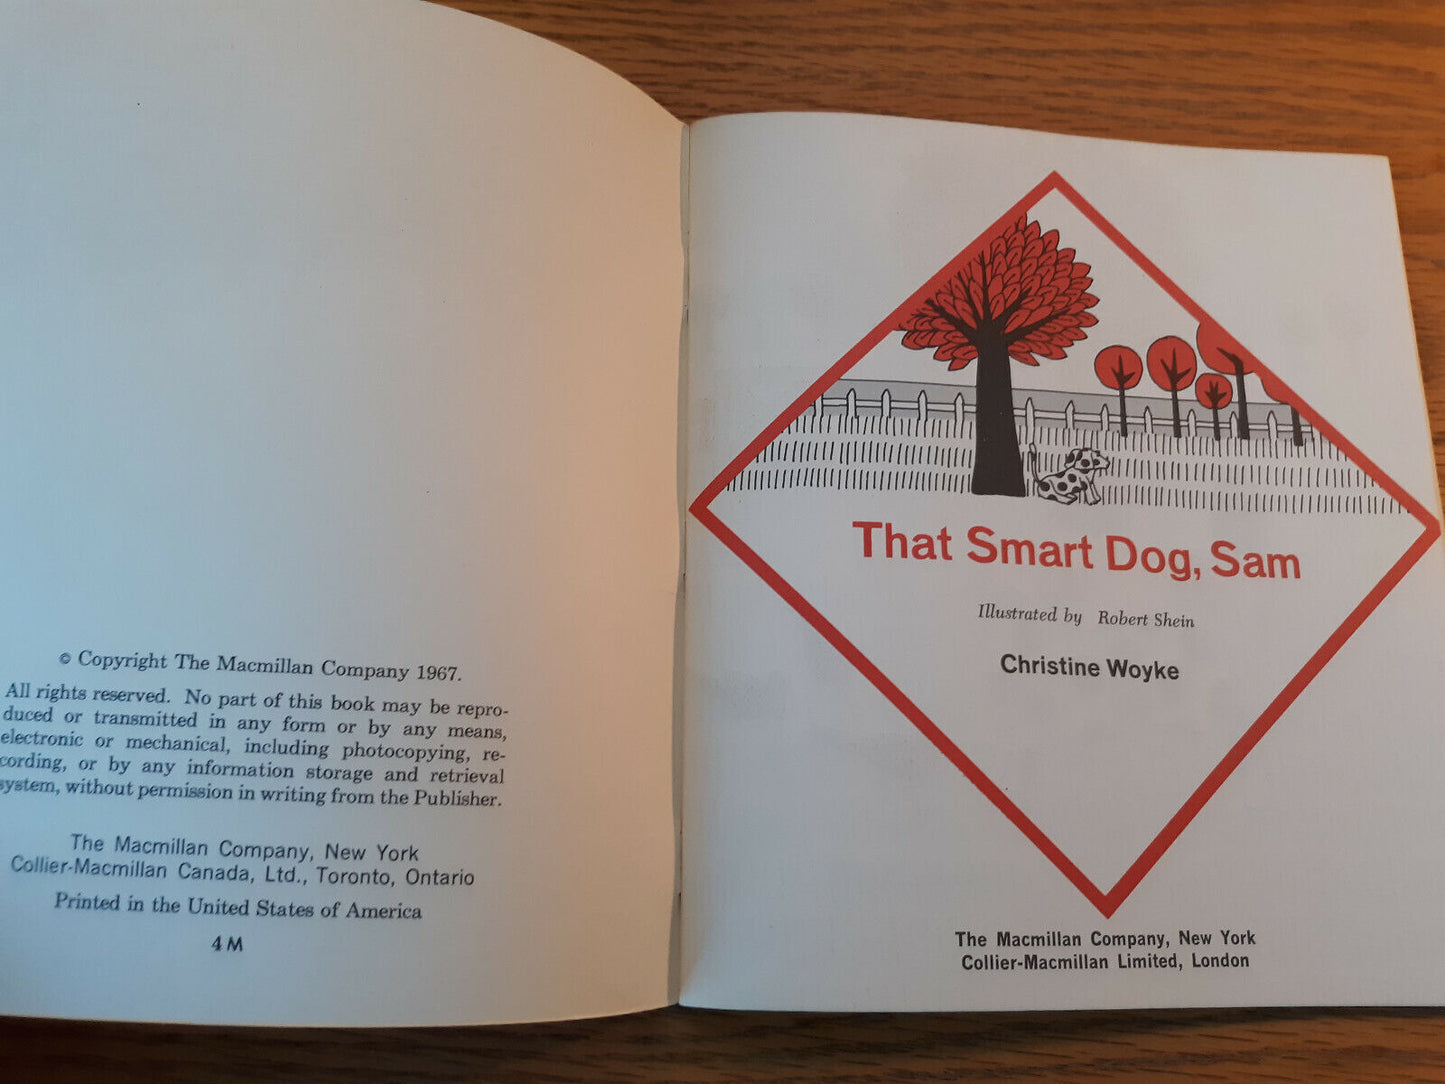 © Copyright The Macmillan Company 1967.
All rights reserved. No part of this book may be repro-
duced or transmitted in any form or by any means,
electronic or mechanical, including photocopying, re-
cording, or by any information storage and retrieval
system, without permission in writing from the Publisher.
The Macmillan Company, New York
Collier-Macmillan Canada, Ltd., Toronto, Ontario
Printed in the United States of America
4 M
That Smart Dog, Sam
Illustrated by Robert Shein
Christine Woyke
The Macmillan Company, New York
Collier-Macmillan Limited, London